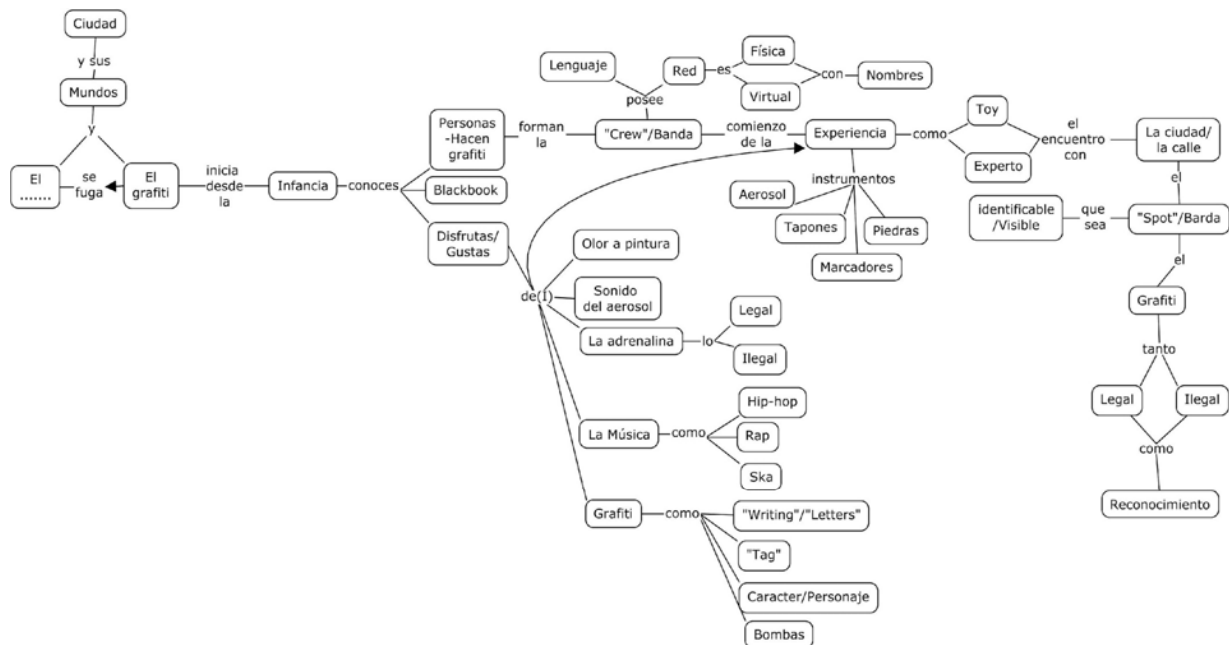 Ciudad
y sus
Mundos
y
El
.......
se
fuga
El
grafiti
inicia
desde
la
Infancia
conoces
Personas
-Hacen
grafiti
Blackbook
Disfrutas/
Gustas
forman
la
"Crew"/Banda
posee
Lenguaje
Red
es
Física
Virtual
con
Nombres
comienzo
de la
Experiencia
instrumentos
Aerosol
Tapones
Marcadores
Piedras
como
Toy
Experto
el
encuentro
con
La ciudad/
la calle
el
"Spot"/Barda
que
sea
identificable
/Visible
el
Grafiti
tanto
Legal
Ilegal
como
Reconocimiento
de(I)
Olor a pintura
Sonido
del aerosol
La adrenalina
lo
Legal
Ilegal
La Música
como
Hip-hop
Rap
Ska
Grafiti
como
"Writing"/"Letters"
"Tag"
Caracter/Personaje
Bombas